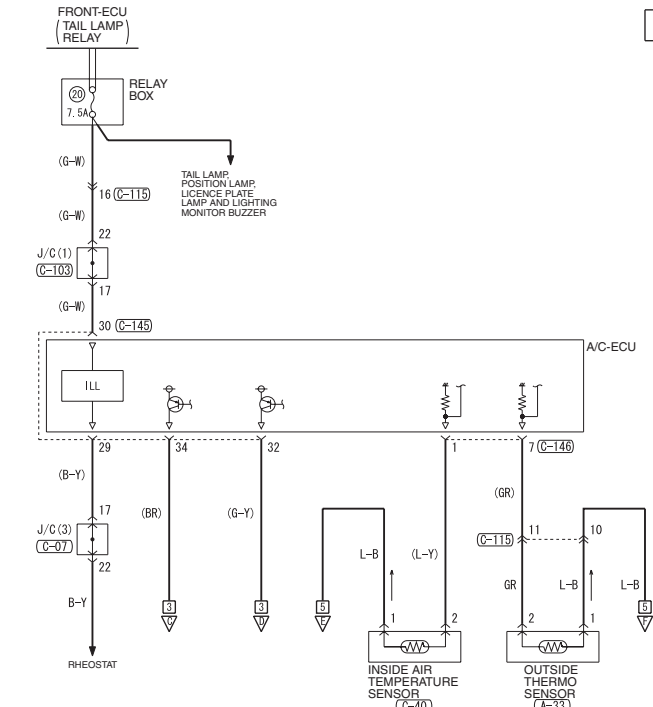 FRONT-ECU
(TAIL LAMP
RELAY)
RELAY
BOX
20
7.5A
TAIL LAMP,
POSITION LAMP,
LICENCE PLATE
LAMP AND LIGHTING
MONITOR BUZZER
(G-W)
16 (C-115)
(G-W)
22
J/C(1)
(C-103)
17
(G-W)
30 (C-145)
A/C-ECU
ILL
29
34
32
1
7 (C-146)
(B-Y)
(BR)
(G-Y)
L-B
(L-Y)
(GR)
17
J/C(3)
(C-07)
22
(C-115)
11
10
B-Y
GR
L-B
L-B
3
C
3
D
5
E
5
F
1
2
2
1
RHEOSTAT
INSIDE AIR
TEMPERATURE
SENSOR
(C-40)
OUTSIDE
THERMO
SENSOR
(A-33)